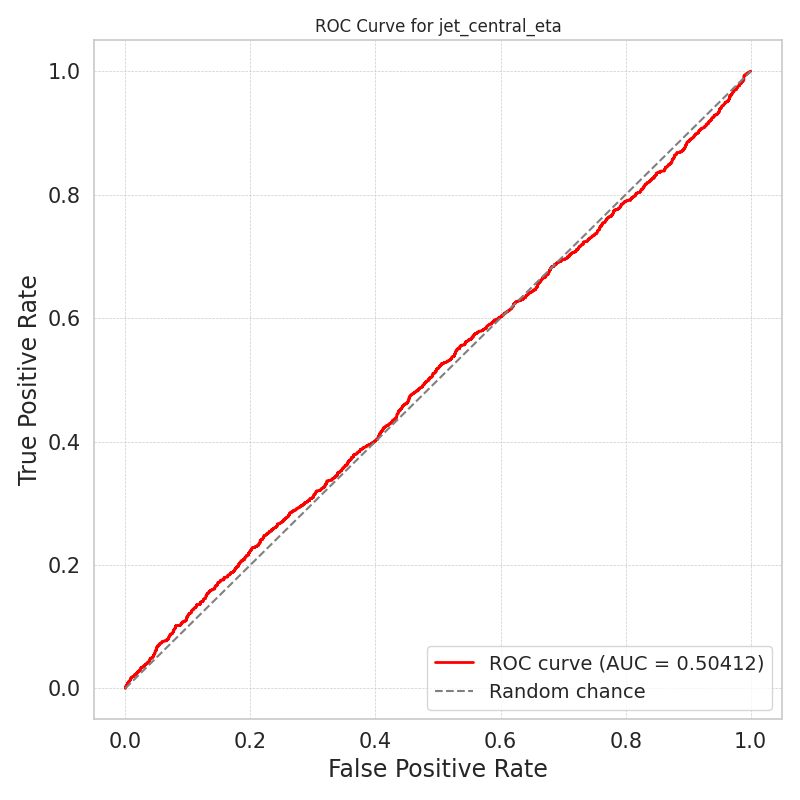 ROC Curve for jet_central_eta
True Positive Rate
1.0
0.8
0.6
0.4
0.2
0.0
ROC curve (AUC = 0.50412)
Random chance
0.0 0.2 0.4 0.6 0.8 1.0
False Positive Rate